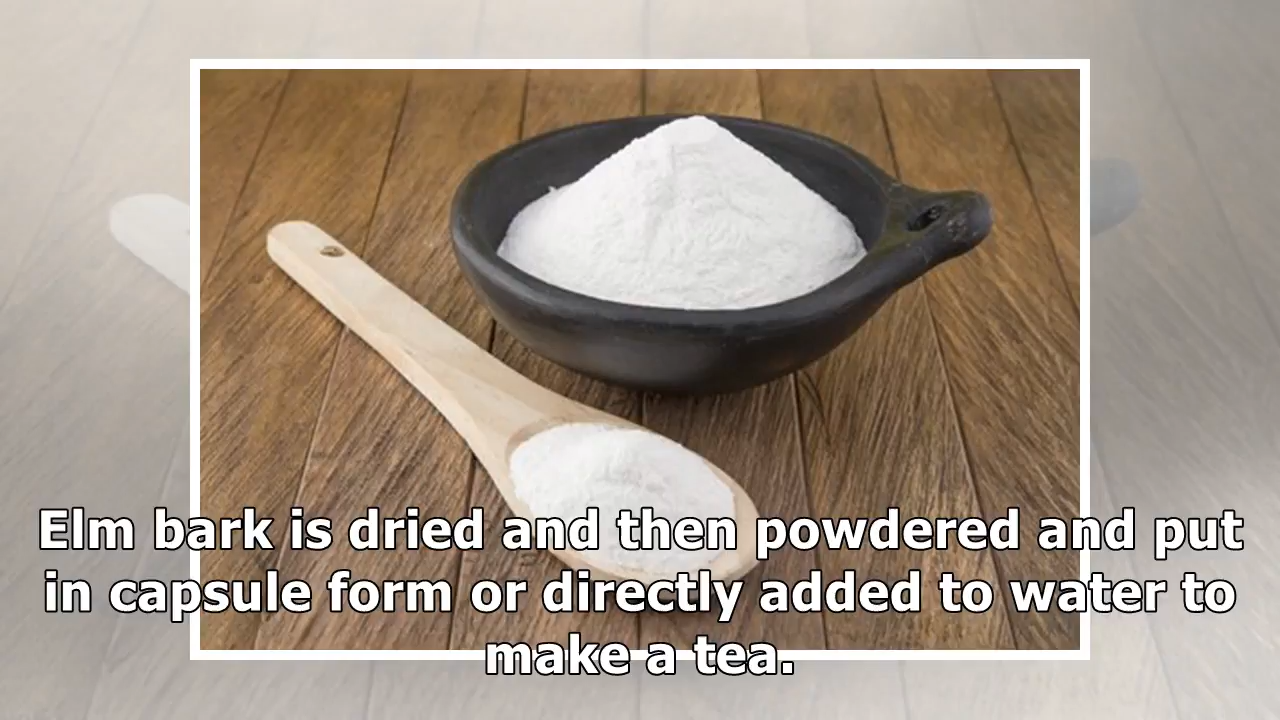 Elm bark is dried and then powdered and put
in capsule form or directly added to water to
make a tea.